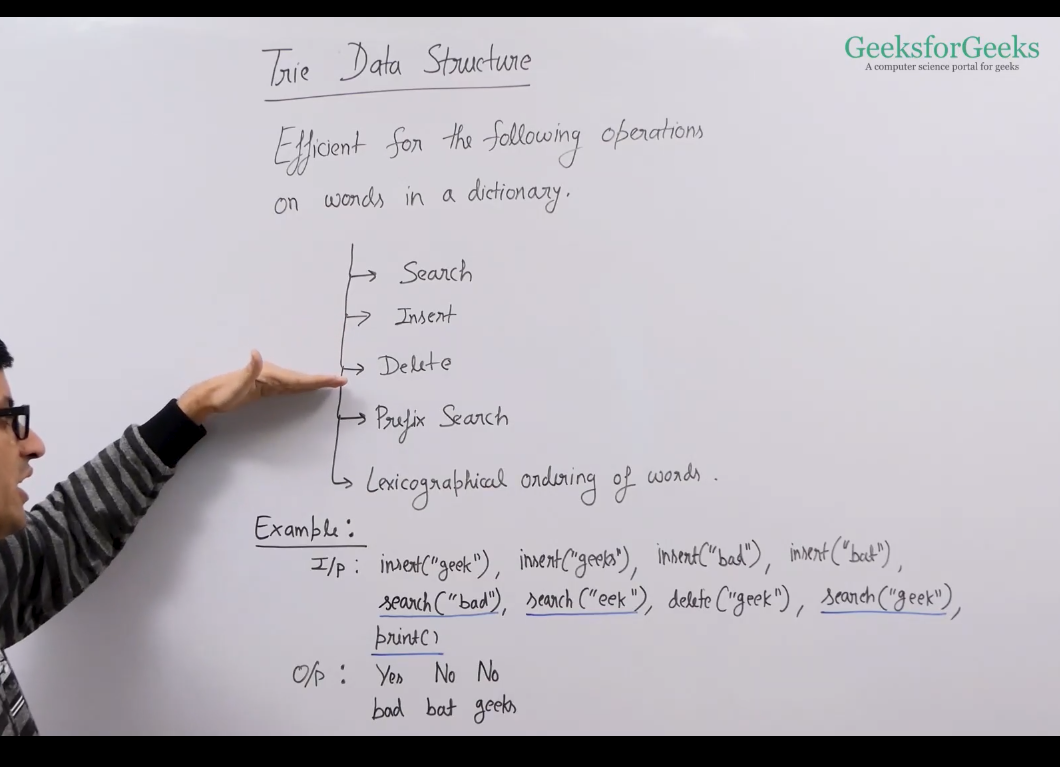 GeeksforGeeks
A computer science portal for geeks
Trie Data Structure
Efficient for the following operations
on words in a dictionary.
Search
Insert
Delete
Prefix Search
Lexicographical ordering of words.
Example:
I/p: insert("geek"), insert("geeks"), insert("bad"), insert("bat"),
search("bad"), search("eek"), delete("geek"), search("geek"),
print()
O/p: Yes No No
bad bat geeks